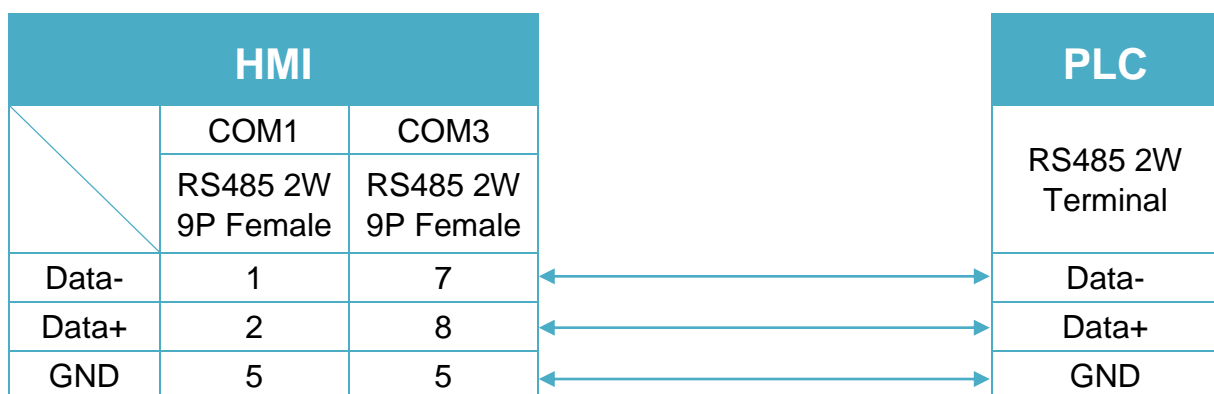 HMI PLC
COM1 COM3
RS485 2W RS485 2W RS485 2W
9P Female 9P Female Terminal
Data- 1 7 Data-
Data+ 2 8 Data+
GND 5 5 GND